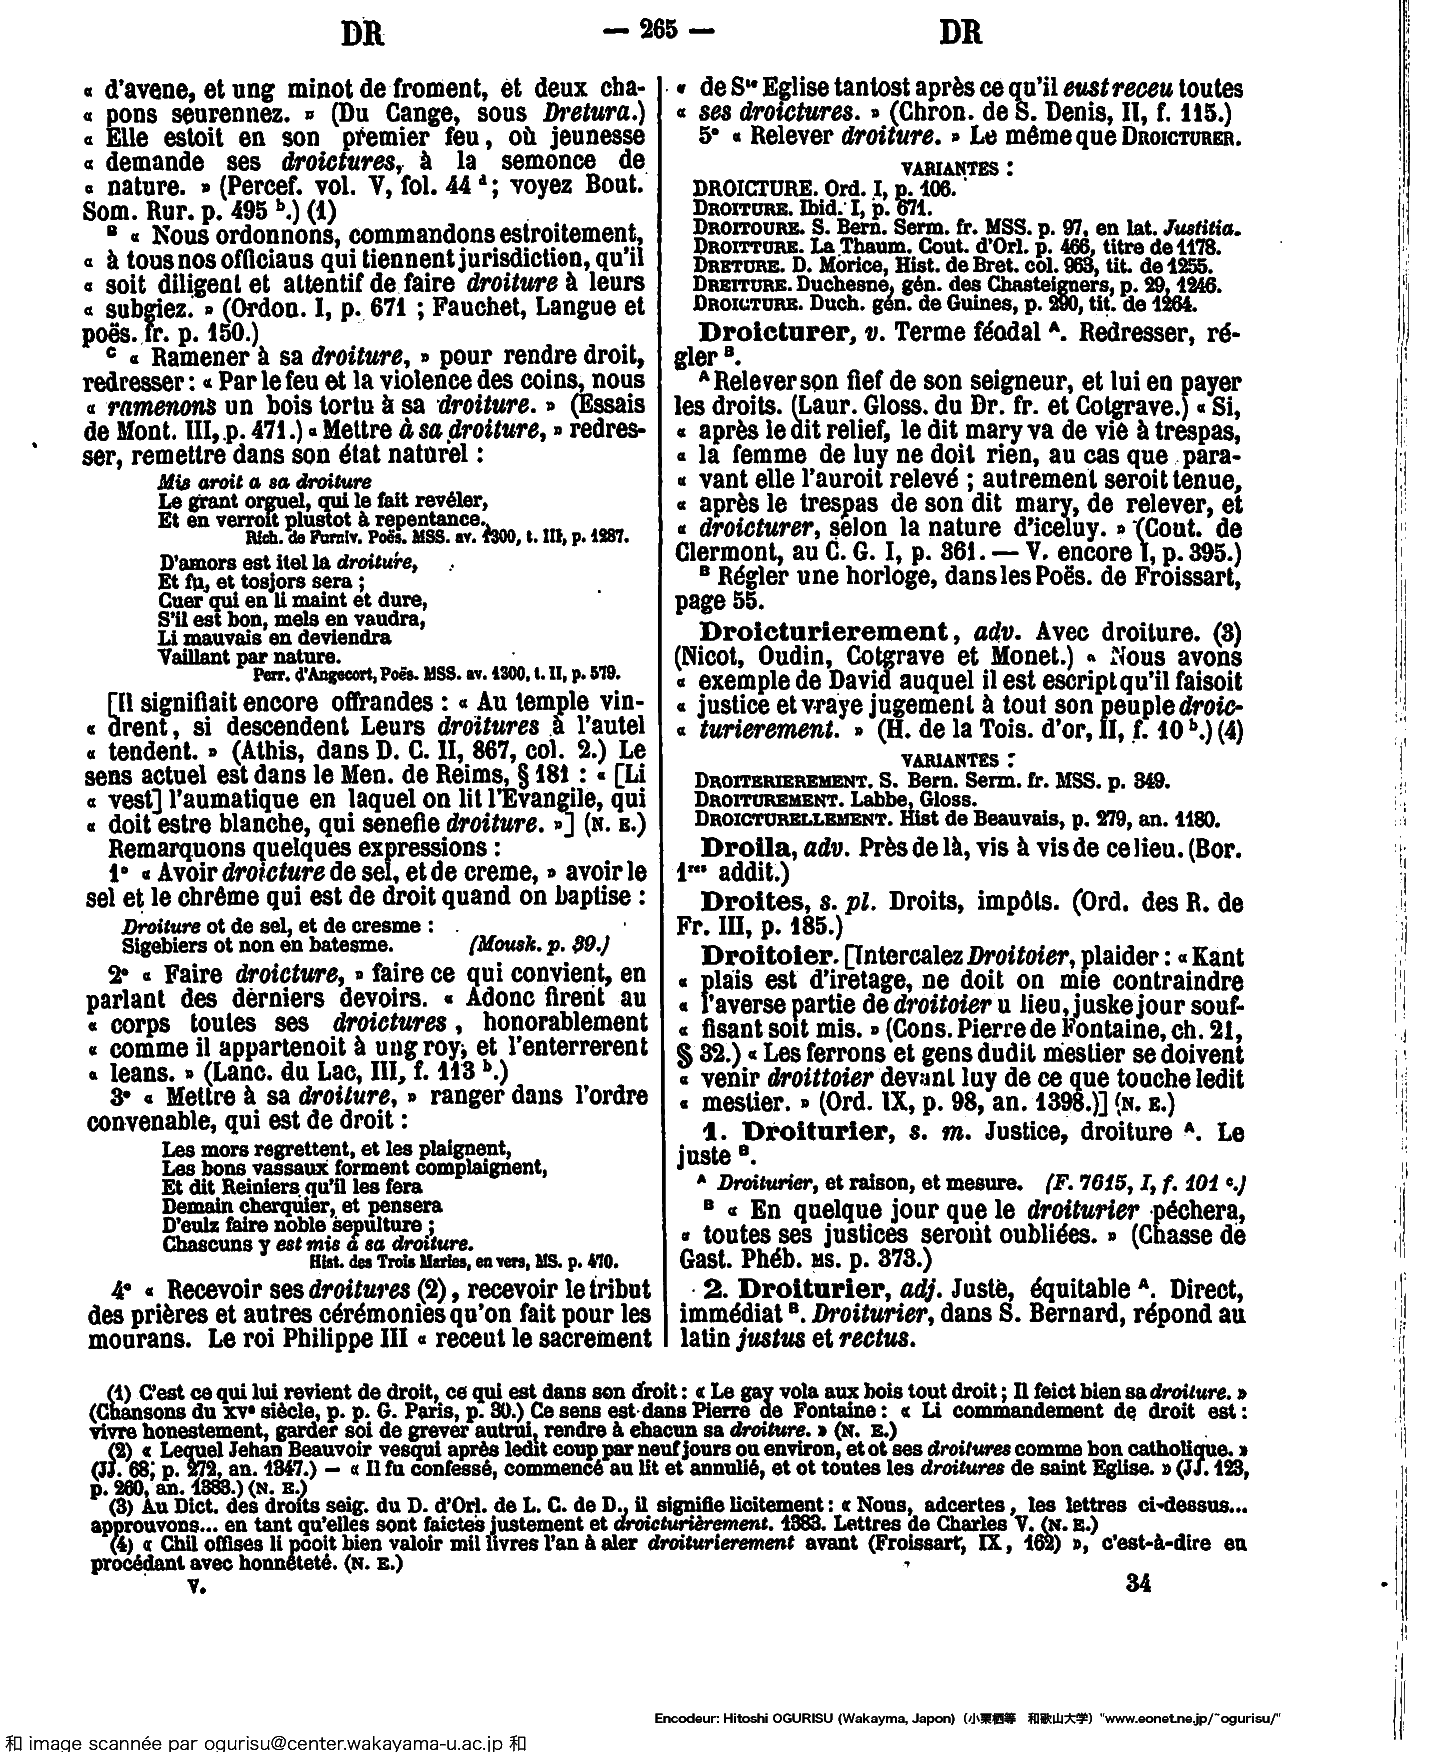 DR
— 265 —
DR
« d'avene, et ung minot de froment, et deux cha-
« pons seurennez. » (Du Cange, sous Dretura.)
« Elle estoit en son premier feu, où jeunesse
« demande ses droictures, à la semonce de
« nature. » (Percef. vol. V, fol. 44 d; voyez Bout.
Som. Rur. p. 495 b.) (1)
B « Nous ordonnons, commandons estroitement,
« à tous nos officiaus qui tiennent jurisdiction, qu'il
« soit diligent et attentif de faire droiture à leurs
« subgiez. » (Ordon. I, p. 671 ; Fauchet, Langue et
poës. fr. p. 150.)
C « Ramener à sa droiture, » pour rendre droit,
redresser : « Par le feu et la violence des coins, nous
« ramenons un bois tortu à sa droiture. » (Essais
de Mont. III, p. 471.) « Mettre à sa droiture, » redres-
ser, remettre dans son état naturel :
Mis aroit a sa droiture
Le grant orguel, qui le fait revéler,
Et en verroit plustot à repentance.
Rich. de Furniv. Poës. MSS. av. 1300, t. III, p. 1287.
D'amors est itel la droiture,
Et fu, et tosjors sera ;
Cuer qui en li maint et dure,
S'il est bon, mels en vaudra,
Li mauvais en deviendra
Vaillant par nature.
Perr. d'Angecort, Poës. MSS. av. 1300, t. II, p. 579.
[Il signifiait encore offrandes : « Au temple vin-
« drent, si descendent Leurs droitures à l'autel
« tendent. » (Athis, dans D. C. II, 867, col. 2.) Le
sens actuel est dans le Men. de Reims, § 181 : « [Li
« vest] l'aumatique en laquel on lit l'Evangile, qui
« doit estre blanche, qui senefie droiture. »] (N. E.)
Remarquons quelques expressions :
1° « Avoir droicture de sel, et de creme, » avoir le
sel et le chrême qui est de droit quand on baptise :
Droiture ot de sel, et de cresme :
Sigebiers ot non en batesme. (Mousk. p. 39.)
2° « Faire droicture, » faire ce qui convient, en
parlant des derniers devoirs. « Adonc firent au
« corps toutes ses droictures, honorablement
« comme il appartenoit à ung roy, et l'enterrerent
« leans. » (Lanc. du Lac, III, f. 113 b.)
3° « Mettre à sa droiture, » ranger dans l'ordre
convenable, qui est de droit :
Les mors regrettent, et les plaignent,
Les bons vassaux forment complaignent,
Et dit Reiniers qu'il les fera
Demain cherquier, et pensera
D'eulz faire noble sepulture ;
Chascuns y est mis a sa droiture.
Hist. des Trois Maries, en vers, MS. p. 470.
4° « Recevoir ses droitures (2), recevoir le tribut
des prières et autres cérémonies qu'on fait pour les
mourans. Le roi Philippe III « receut le sacrement
« de Ste Eglise tantost après ce qu'il eust receu toutes
« ses droictures. » (Chron. de S. Denis, II, f. 115.)
5° « Relever droiture. » Le même que DROICTURER.
VARIANTES :
DROICTURE. Ord. I, p. 106.
DROITURE. Ibid. I, p. 671.
DROITOURE. S. Bern. Serm. fr. MSS. p. 97, en lat. Justitia.
DROITTURE. La Thaum. Cout. d'Orl. p. 466, titre de 1178.
DRETURE. D. Morice, Hist. de Bret. col. 963, tit. de 1255.
DREITURE. Duchesne, gén. des Chasteigners, p. 29, 1246.
DROICTURE. Duch. gén. de Guines, p. 290, tit. de 1264.
Droicturer, v. Terme féodal A. Redresser, ré-
gler B.
A Relever son fief de son seigneur, et lui en payer
les droits. (Laur. Gloss. du Dr. fr. et Cotgrave.) « Si,
« après le dit relief, le dit mary va de vie à trespas,
« la femme de luy ne doit rien, au cas que para-
« vant elle l'auroit relevé ; autrement seroit tenue,
« après le trespas de son dit mary, de relever, et
« droicturer, selon la nature d'iceluy. » (Cout. de
Clermont, au C. G. I, p. 361. — V. encore I, p. 395.)
B Régler une horloge, dans les Poës. de Froissart,
page 55.
Droicturierement, adv. Avec droiture. (3)
(Nicot, Oudin, Cotgrave et Monet.) « Nous avons
« exemple de David auquel il est escript qu'il faisoit
« justice et vraye jugement à tout son peuple droic-
« turierement. » (H. de la Tois. d'or, II, f. 10 b.) (4)
VARIANTES :
DROITERIEREMENT. S. Bern. Serm. fr. MSS. p. 349.
DROITUREMENT. Labbe, Gloss.
DROICTURELLEMENT. Hist de Beauvais, p. 279, an. 1180.
Droila, adv. Près de là, vis à vis de ce lieu. (Bor.
1res addit.)
Droites, s. pl. Droits, impôts. (Ord. des R. de
Fr. III, p. 185.)
Droitoier. [Intercalez Droitoier, plaider : « Kant
« plais est d'iretage, ne doit on mie contraindre
« l'averse partie de droitoier u lieu, juske jour souf-
« fisant soit mis. » (Cons. Pierre de Fontaine, ch. 21,
§ 32.) « Les ferrons et gens dudit mestier se doivent
« venir droittoier devant luy de ce que touche ledit
« mestier. » (Ord. IX, p. 98, an. 1398.)] (N. E.)
1. Droiturier, s. m. Justice, droiture A. Le
juste B.
A Droiturier, et raison, et mesure. (F. 7615, I, f. 101 c.)
B « En quelque jour que le droiturier péchera,
« toutes ses justices seront oubliées. » (Chasse de
Gast. Phéb. MS. p. 373.)
2. Droiturier, adj. Juste, équitable A. Direct,
immédiat B. Droiturier, dans S. Bernard, répond au
latin justus et rectus.
(1) C'est ce qui lui revient de droit, ce qui est dans son droit : « Le gay vola aux bois tout droit ; Il feict bien sa droiture. »
(Chansons du XVe siècle, p. p. G. Paris, p. 30.) Ce sens est dans Pierre de Fontaine : « Li commandement de droit est :
vivre honestement, garder soi de grever autrui, rendre à chacun sa droiture. » (N. E.)
(2) « Lequel Jehan Beauvoir vesqui après ledit coup par neuf jours ou environ, et ot ses droitures comme bon catholique. »
(JJ. 68, p. 272, an. 1347.) — « Il fu confessé, commencé au lit et annulié, et ot toutes les droitures de saint Eglise. » (JJ. 123,
p. 260, an. 1383.) (N. E.)
(3) Au Dict. des droits seig. du D. d'Orl. de L. C. de D., il signifie licitement : « Nous, adcertes, les lettres ci-dessus...
approuvons... en tant qu'elles sont faictes justement et droicturièrement. 1383. Lettres de Charles V. (N. E.)
(4) « Chil offises li pooit bien valoir mil livres l'an à aler droiturierement avant (Froissart, IX, 162) », c'est-à-dire en
procédant avec honnêteté. (N. E.)
V.
34
Encodeur: Hitoshi OGURISU (Wakayma, Japon)（小栗栖等 和歌山大学）"www.eonet.ne.jp/~ogurisu/"
和 image scannée par ogurisu@center.wakayama-u.ac.jp 和